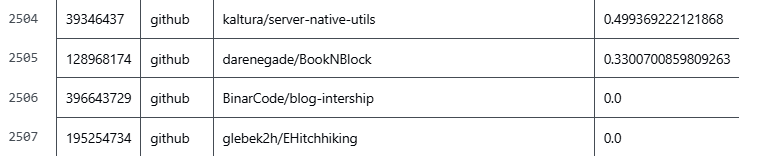 2504 39346437 github kaltura/server-native-utils 0.499369222121868
2505 128968174 github darenegade/BookNBlock 0.3300700859809263
2506 396643729 github BinarCode/blog-intership 0.0
2507 195254734 github glebek2h/EHitchhiking 0.0